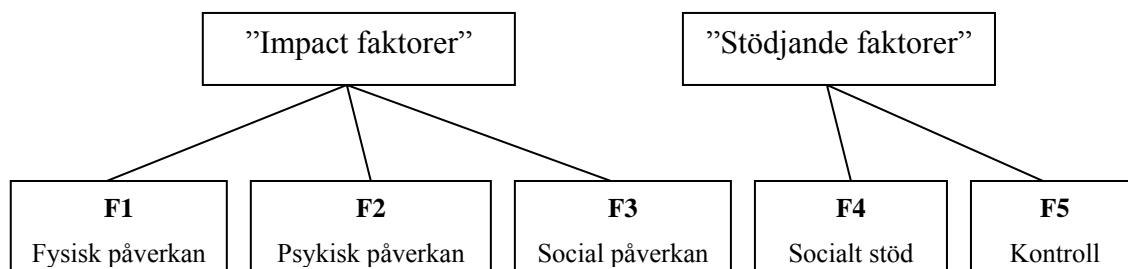 ”Impact faktorer”
”Stödjande faktorer”
F1
Fysisk påverkan
F2
Psykisk påverkan
F3
Social påverkan
F4
Socialt stöd
F5
Kontroll